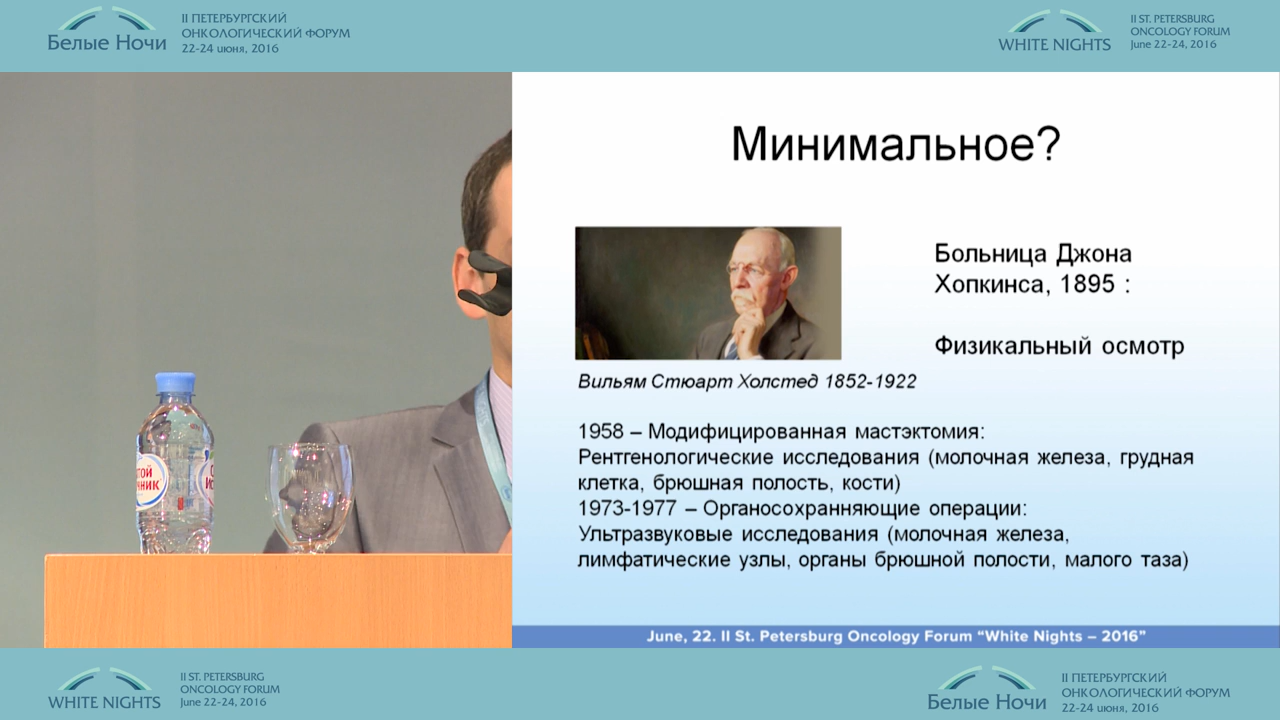 Белые Ночи
II ПЕТЕРБУРГСКИЙ
ОНКОЛОГИЧЕСКИЙ ФОРУМ
22-24 июня, 2016
WHITE NIGHTS
II ST. PETERSBURG
ONCOLOGY FORUM
June 22-24, 2016
Минимальное?
Больница Джона
Хопкинса, 1895 :
Физикальный осмотр
Вильям Стюарт Холстед 1852-1922
1958 – Модифицированная мастэктомия:
Рентгенологические исследования (молочная железа, грудная
клетка, брюшная полость, кости)
1973-1977 – Органосохранняющие операции:
Ультразвуковые исследования (молочная железа,
лимфатические узлы, органы брюшной полости, малого таза)
June, 22. II St. Petersburg Oncology Forum “White Nights – 2016”
WHITE NIGHTS
II ST. PETERSBURG
ONCOLOGY FORUM
June 22-24, 2016
Белые Ночи
II ПЕТЕРБУРГСКИЙ
ОНКОЛОГИЧЕСКИЙ ФОРУМ
22-24 июня, 2016